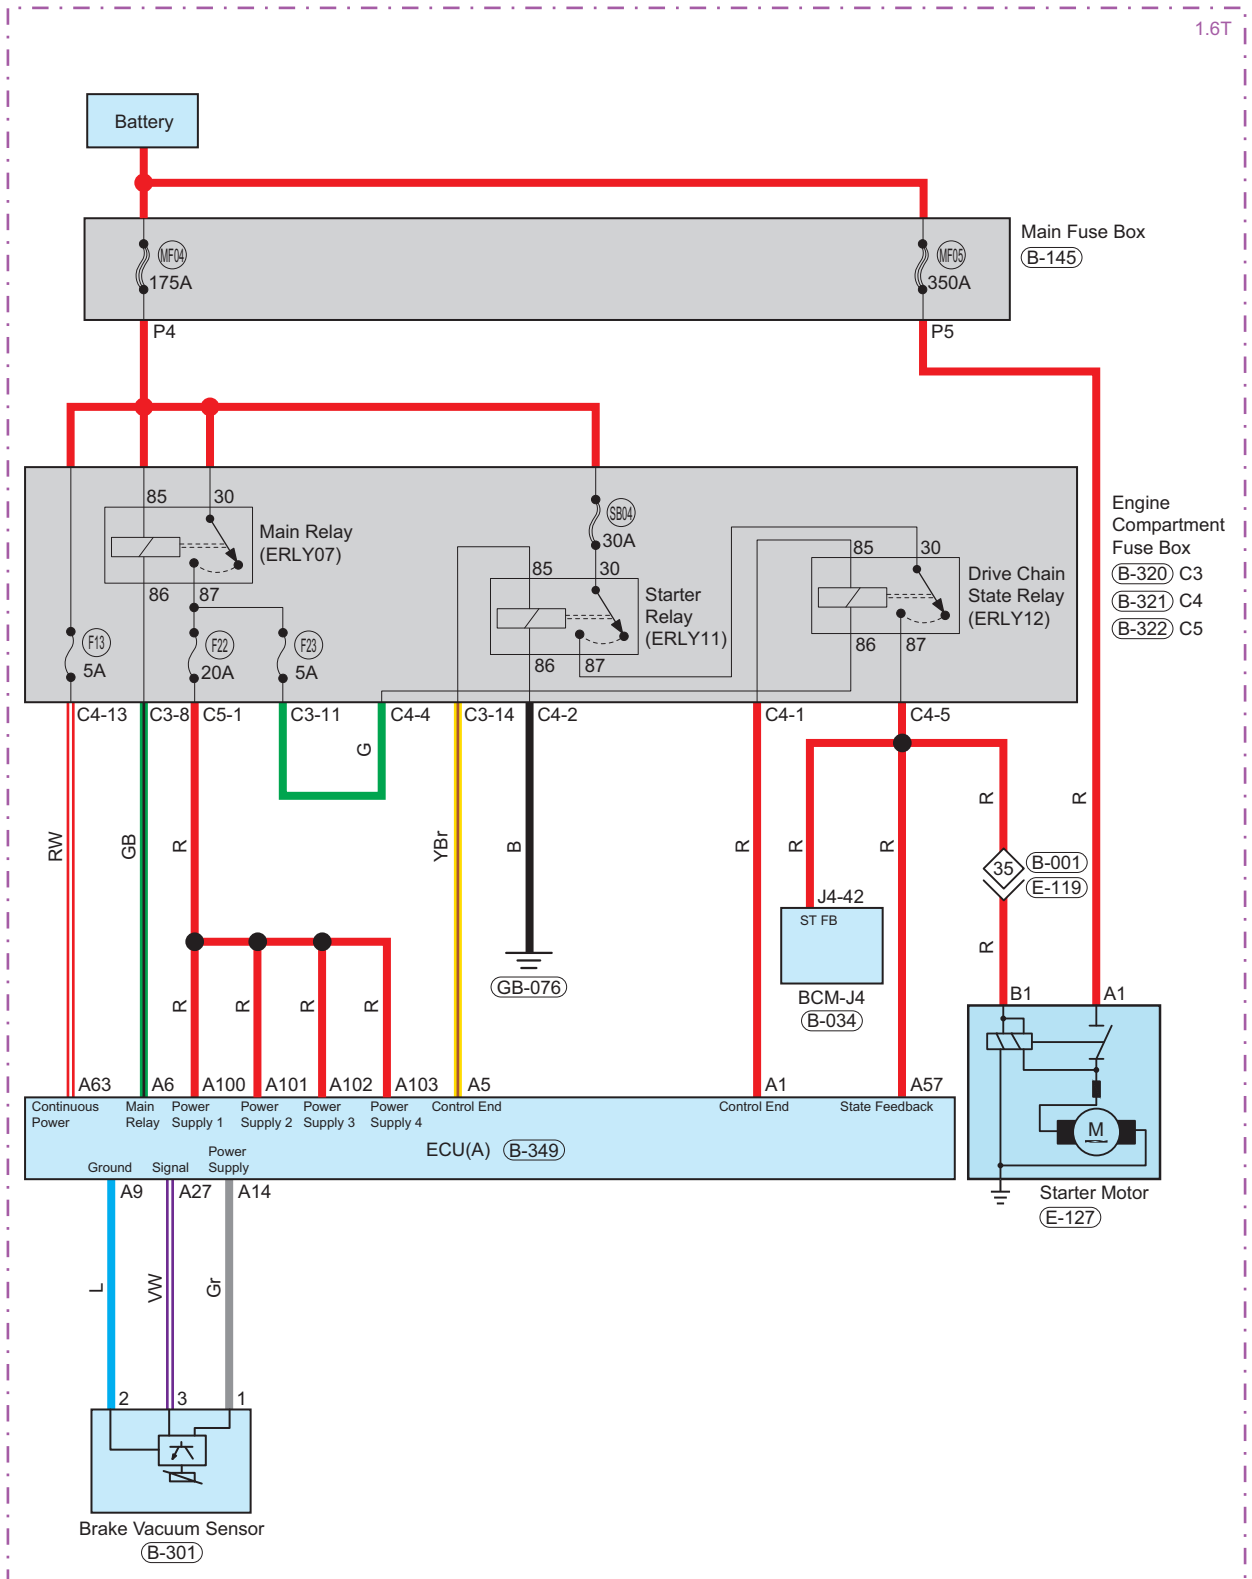 1.6T
Battery
Main Fuse Box
B-145
MF04
175A
MF05
350A
P4
P5
85
30
Main Relay
(ERLY07)
86
87
F13
5A
F22
20A
F23
5A
SB04
30A
85
30
Starter
Relay
(ERLY11)
86
87
85
30
Drive Chain
State Relay
(ERLY12)
86
87
Engine
Compartment
Fuse Box
B-320 C3
B-321 C4
B-322 C5
C4-13
C3-8
C5-1
C3-11
C4-4
C3-14
C4-2
C4-1
C4-5
G
RW
GB
R
YBr
B
R
R
R
R
R
35
B-001
E-119
J4-42
ST FB
BCM-J4
B-034
GB-076
R
R
R
R
R
B1
A1
A63
A6
A100
A101
A102
A103
A5
A1
A57
Continuous
Power
Main
Relay
Power
Supply 1
Power
Supply 2
Power
Supply 3
Power
Supply 4
Control End
Control End
State Feedback
ECU(A) B-349
Ground
Signal
Power
Supply
M
Starter Motor
E-127
A9
A27
A14
L
VW
Gr
2
3
1
Brake Vacuum Sensor
B-301